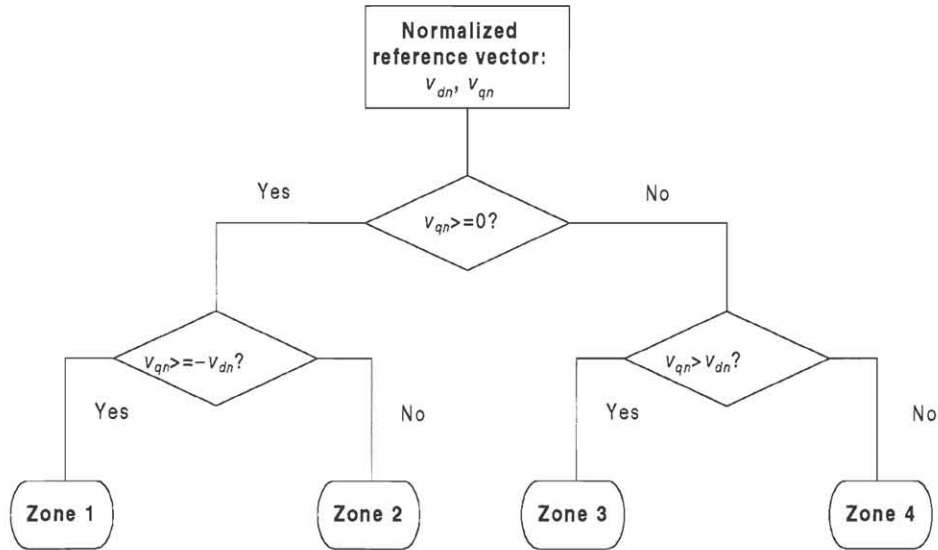 Normalized
reference vector:
v_dn, v_qn
Yes
No
v_qn>=0?
v_qn>=−v_dn?
v_qn>v_dn?
Yes
No
Yes
No
Zone 1
Zone 2
Zone 3
Zone 4